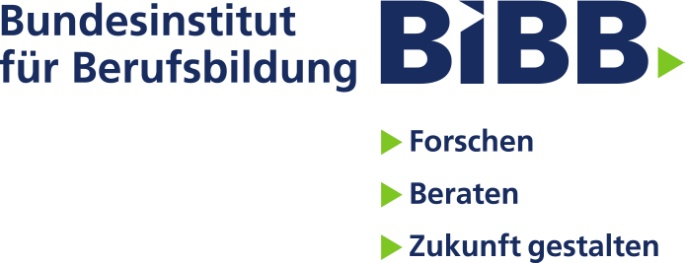 Bundesinstitut
für Berufsbildung
BiBB
Forschen
Beraten
Zukunft gestalten